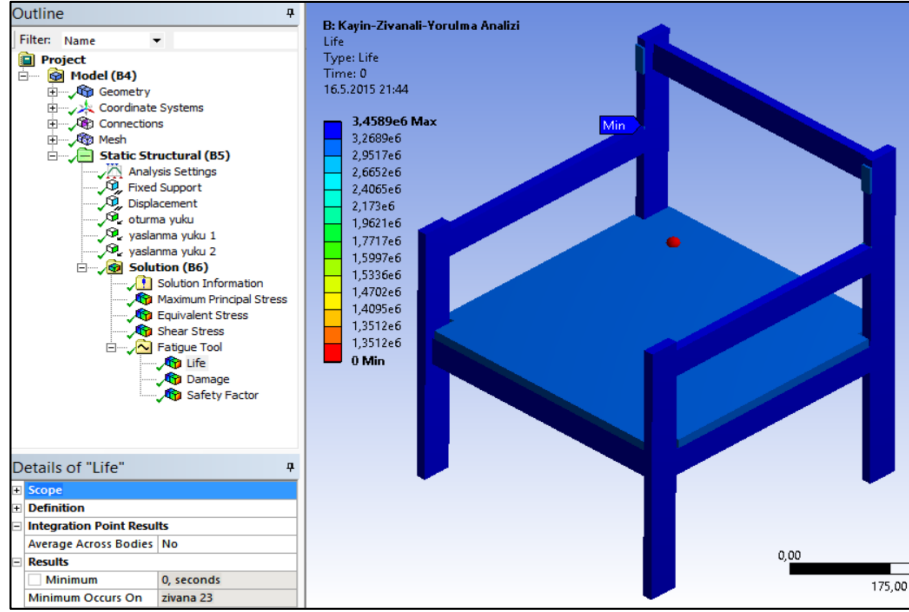 Outline
Filter: Name
Project
Model (B4)
Geometry
Coordinate Systems
Connections
Mesh
Static Structural (B5)
Analysis Settings
Fixed Support
Displacement
oturma yuku
yaslanma yuku 1
yaslanma yuku 2
Solution (B6)
Solution Information
Maximum Principal Stress
Equivalent Stress
Shear Stress
Fatigue Tool
Life
Damage
Safety Factor
Details of "Life"
Scope
Definition
Integration Point Results
Average Across Bodies No
Results
Minimum 0, seconds
Minimum Occurs On zivana 23
B: Kayin-Zivanali-Yorulma Analizi
Life
Type: Life
Time: 0
16.5.2015 21:44
3,4589e6 Max
3,2689e6
2,9517e6
2,6652e6
2,4065e6
2,173e6
1,9621e6
1,7717e6
1,5997e6
1,5336e6
1,4702e6
1,4095e6
1,3512e6
1,3512e6
0 Min
Min
0,00
175,00